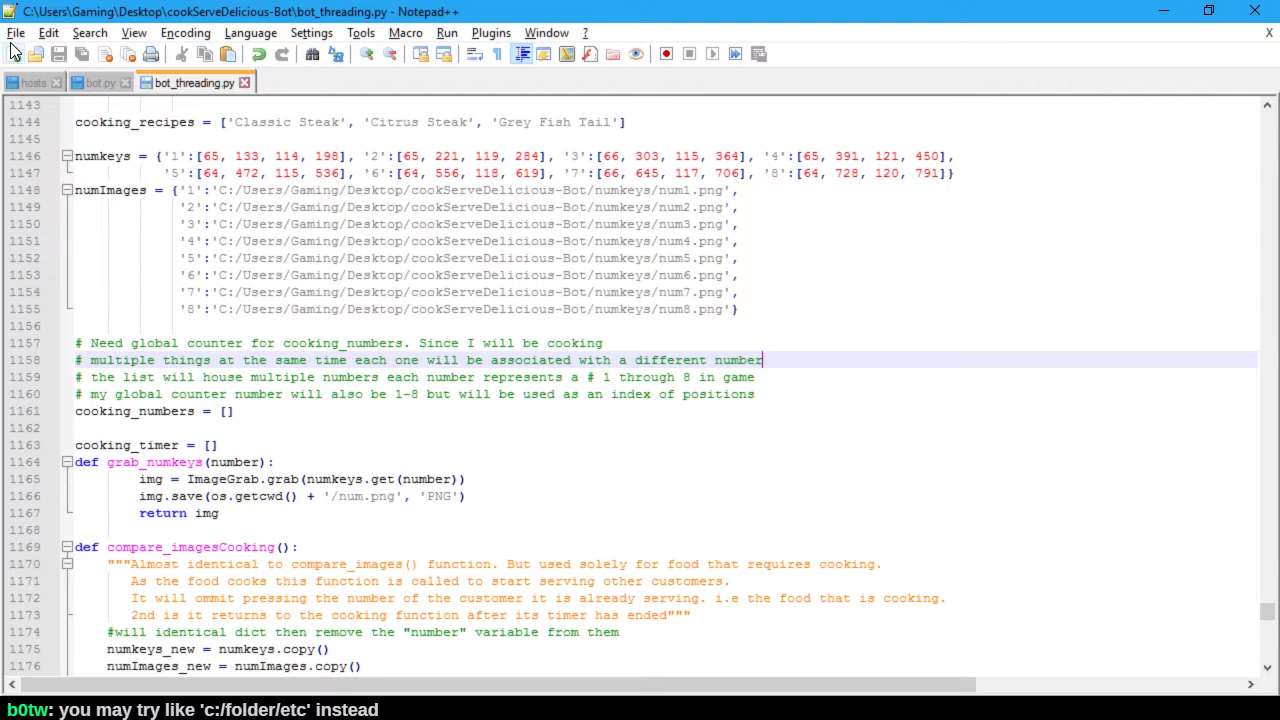 C:\Users\Gaming\Desktop\cookServeDelicious-Bot\bot_threading.py - Notepad++
File Edit Search View Encoding Language Settings Tools Macro Run Plugins Window ? X
hosts bot.py bot_threading.py
1143
1144 cooking_recipes = ['Classic Steak', 'Citrus Steak', 'Grey Fish Tail']
1145
1146 numkeys = {'1':[65, 133, 114, 198], '2':[65, 221, 119, 284], '3':[66, 303, 115, 364], '4':[65, 391, 121, 450],
1147 '5':[64, 472, 115, 536], '6':[64, 556, 118, 619], '7':[66, 645, 117, 706], '8':[64, 728, 120, 791]}
1148 numImages = {'1':'C:/Users/Gaming/Desktop/cookServeDelicious-Bot/numkeys/num1.png',
1149 '2':'C:/Users/Gaming/Desktop/cookServeDelicious-Bot/numkeys/num2.png',
1150 '3':'C:/Users/Gaming/Desktop/cookServeDelicious-Bot/numkeys/num3.png',
1151 '4':'C:/Users/Gaming/Desktop/cookServeDelicious-Bot/numkeys/num4.png',
1152 '5':'C:/Users/Gaming/Desktop/cookServeDelicious-Bot/numkeys/num5.png',
1153 '6':'C:/Users/Gaming/Desktop/cookServeDelicious-Bot/numkeys/num6.png',
1154 '7':'C:/Users/Gaming/Desktop/cookServeDelicious-Bot/numkeys/num7.png',
1155 '8':'C:/Users/Gaming/Desktop/cookServeDelicious-Bot/numkeys/num8.png'}
1156
1157 # Need global counter for cooking_numbers. Since I will be cooking
1158 # multiple things at the same time each one will be associated with a different number
1159 # the list will house multiple numbers each number represents a # 1 through 8 in game
1160 # my global counter number will also be 1-8 but will be used as an index of positions
1161 cooking_numbers = []
1162
1163 cooking_timer = []
1164 def grab_numkeys(number):
1165 img = ImageGrab.grab(numkeys.get(number))
1166 img.save(os.getcwd() + '/num.png', 'PNG')
1167 return img
1168
1169 def compare_imagesCooking():
1170 """Almost identical to compare_images() function. But used solely for food that requires cooking.
1171 As the food cooks this function is called to start serving other customers.
1172 It will ommit pressing the number of the customer it is already serving. i.e the food that is cooking.
1173 2nd is it returns to the cooking function after its timer has ended"""
1174 #will identical dict then remove the "number" variable from them
1175 numkeys_new = numkeys.copy()
1176 numImages_new = numImages.copy()
b0tw: you may try like 'c:/folder/etc' instead